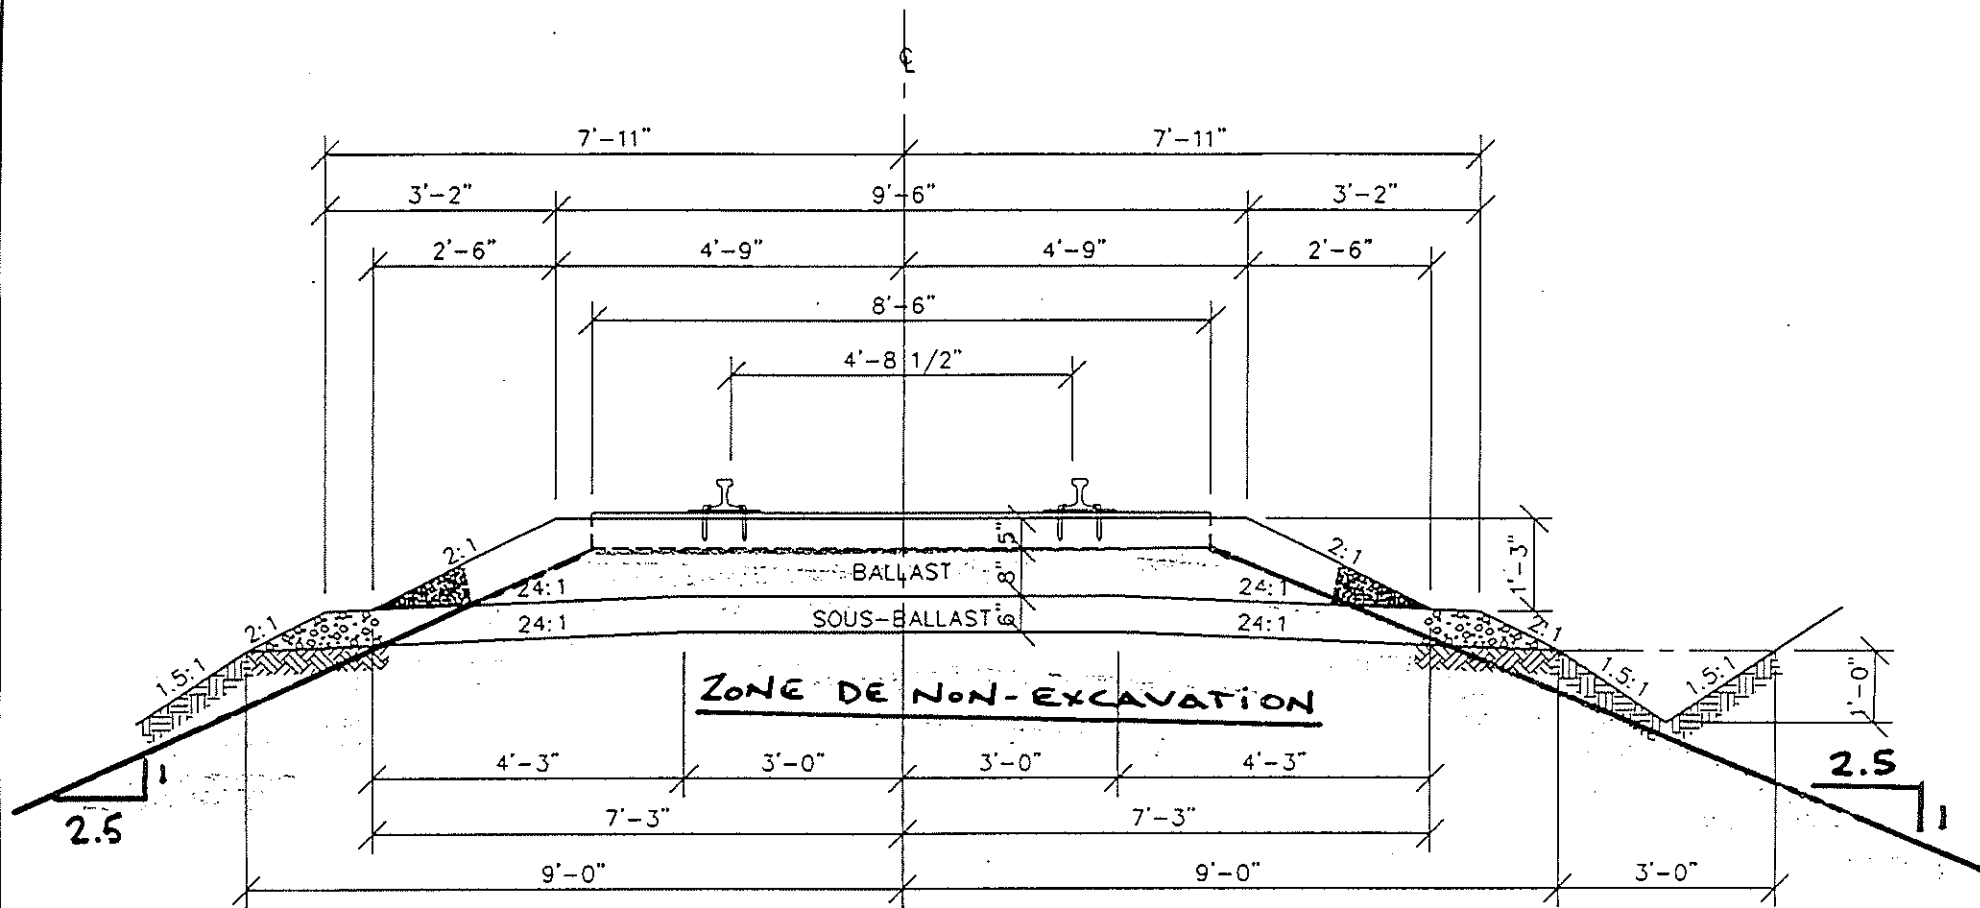 ℄
7'-11" 7'-11"
3'-2" 9'-6" 3'-2"
2'-6" 4'-9" 4'-9" 2'-6"
8'-6"
4'-8 1/2"
5"
2:1 2:1
1'-3"
BALLAST 8"
24:1 24:1
SOUS-BALLAST 6"
24:1 24:1
2:1 2:1
1.5:1 1.5:1 1.5:1
1'-0"
ZONE DE NON-EXCAVATION
4'-3" 3'-0" 3'-0" 4'-3"
1 2.5
2.5 1
7'-3" 7'-3"
9'-0" 9'-0" 3'-0"